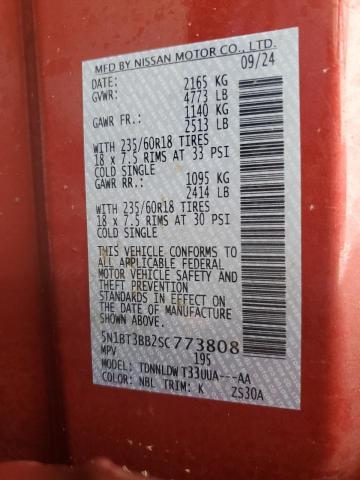 MFD BY NISSAN MOTOR CO., LTD.
DATE: 09/24
GVWR: 2165 KG
4773 LB
GAWR FR.: 1140 KG
2513 LB
WITH 235/60R18 TIRES
18 x 7.5 RIMS AT 33 PSI
COLD SINGLE
GAWR RR.: 1095 KG
2414 LB
WITH 235/60R18 TIRES
18 x 7.5 RIMS AT 30 PSI
COLD SINGLE
THIS VEHICLE CONFORMS TO
ALL APPLICABLE FEDERAL
MOTOR VEHICLE SAFETY AND
THEFT PREVENTION
STANDARDS IN EFFECT ON
THE DATE OF MANUFACTURE
SHOWN ABOVE.
5N1BT3BB2SC773808
MPV 195
MODEL: TDNNLDW T33UUA---AA
COLOR: NBL TRIM: K ZS30A